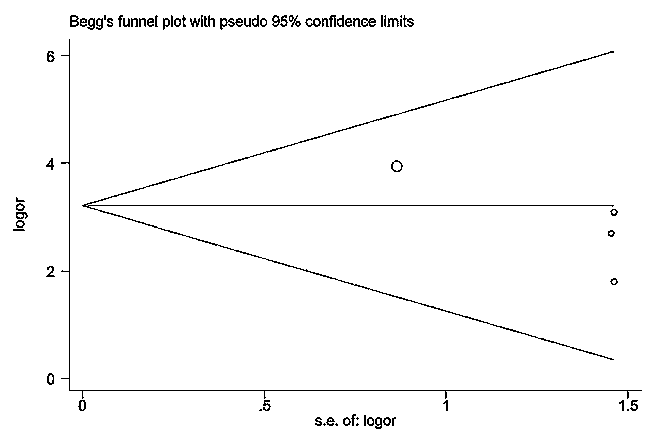 Begg's funnel plot with pseudo 95% confidence limits
6
4
2
0
logor
0 .5 1 1.5
s.e. of: logor